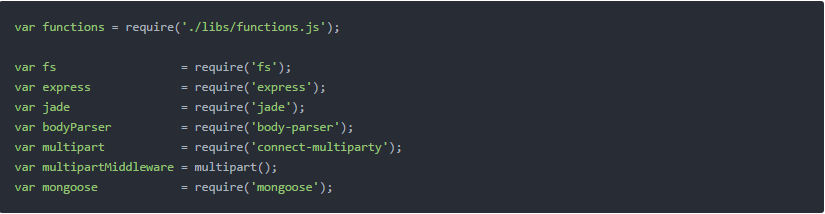 var functions = require('./libs/functions.js');
var fs                  = require('fs');
var express             = require('express');
var jade                = require('jade');
var bodyParser          = require('body-parser');
var multipart           = require('connect-multiparty');
var multipartMiddleware = multipart();
var mongoose            = require('mongoose');